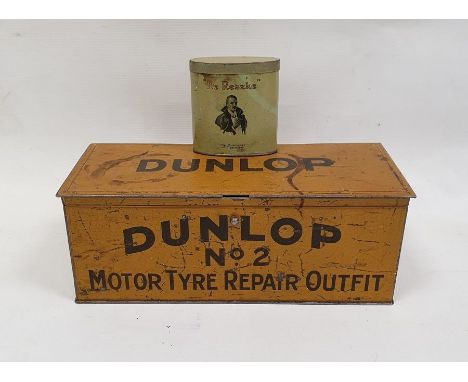 "De Reszke"
DUNLOP
DUNLOP
No 2
MOTOR TYRE REPAIR OUTFIT